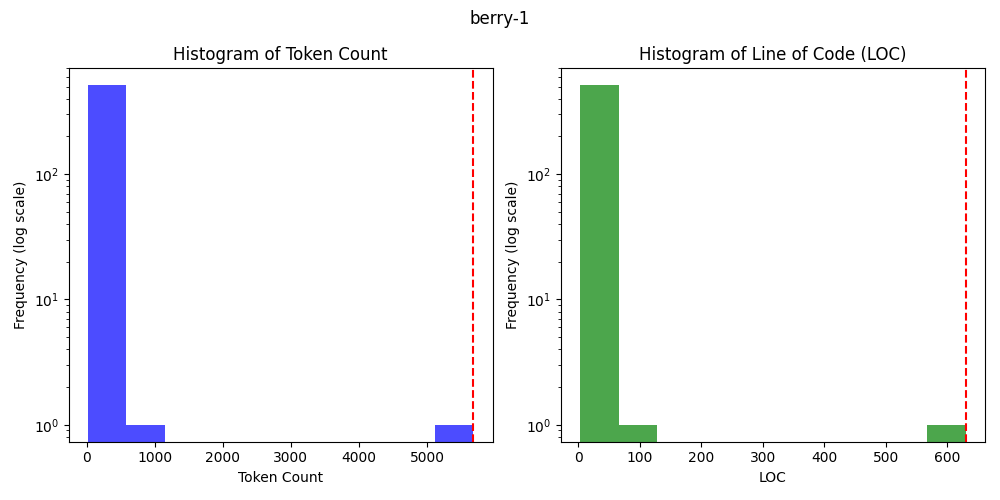 berry-1
Histogram of Token Count
Frequency (log scale)
10²
10¹
10⁰
0 1000 2000 3000 4000 5000
Token Count
Histogram of Line of Code (LOC)
Frequency (log scale)
10²
10¹
10⁰
0 100 200 300 400 500 600
LOC